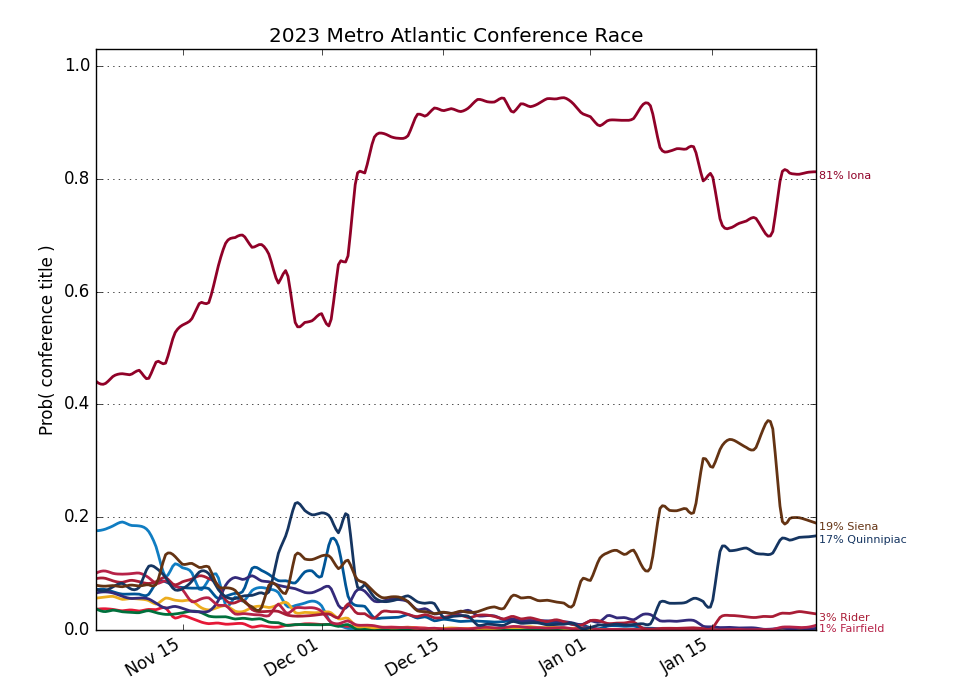 2023 Metro Atlantic Conference Race
1.0
0.8
0.6
0.4
0.2
0.0
Prob( conference title )
81% Iona
19% Siena
17% Quinnipiac
3% Rider
1% Fairfield
Nov 15
Dec 01
Dec 15
Jan 01
Jan 15